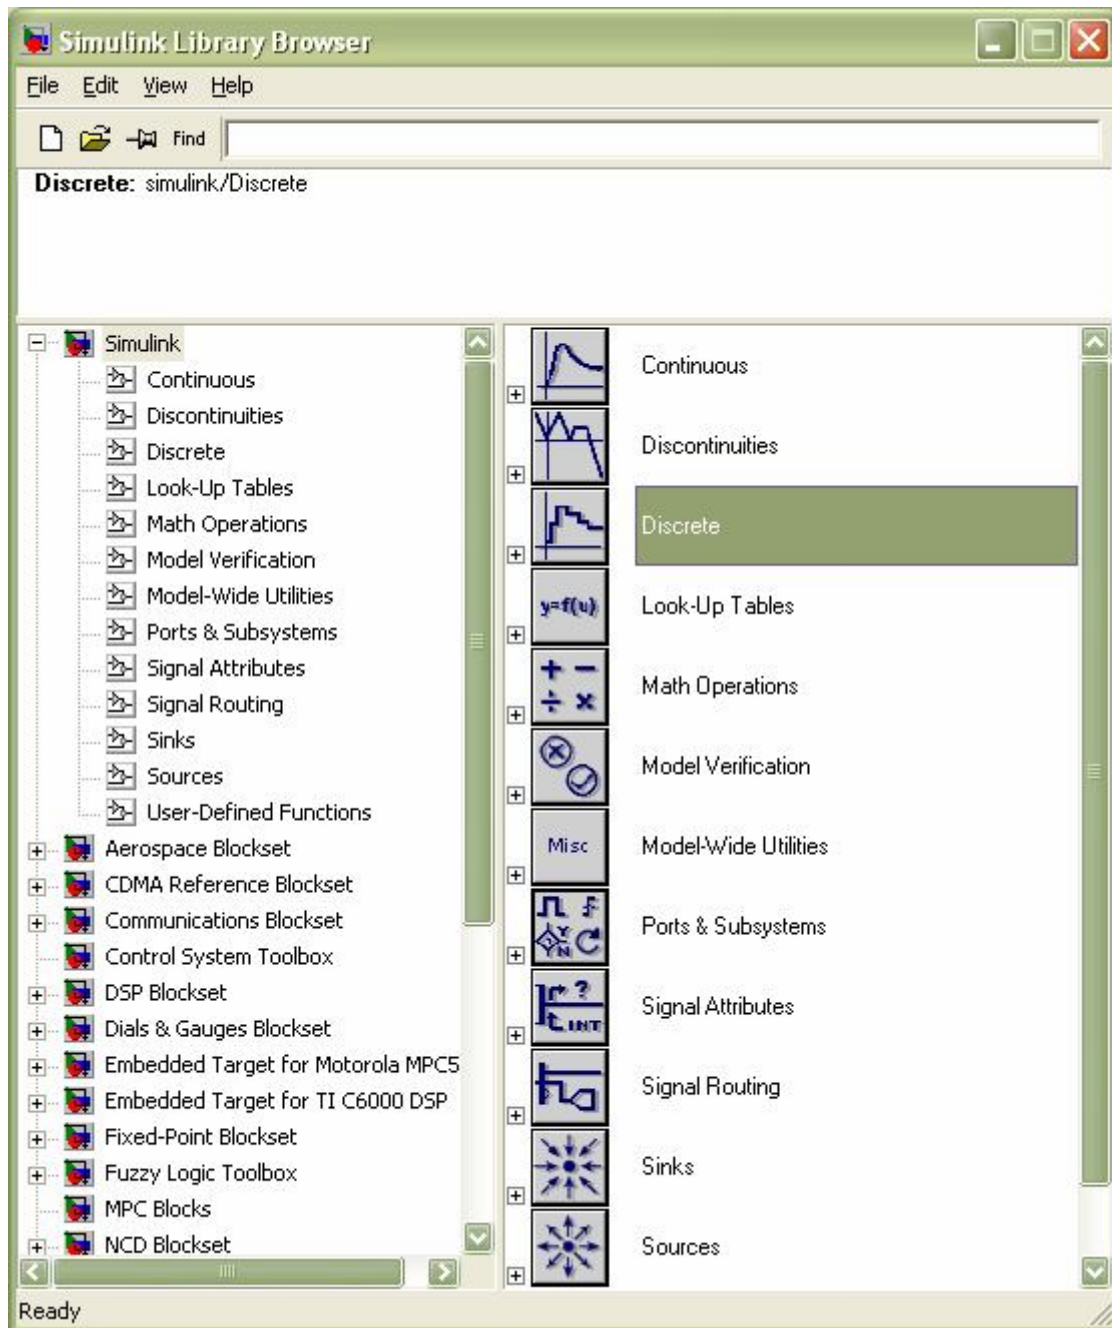 Simulink Library Browser
File Edit View Help
Find
Discrete: simulink/Discrete
Simulink
Continuous
Discontinuities
Discrete
Look-Up Tables
Math Operations
Model Verification
Model-Wide Utilities
Ports & Subsystems
Signal Attributes
Signal Routing
Sinks
Sources
User-Defined Functions
Aerospace Blockset
CDMA Reference Blockset
Communications Blockset
Control System Toolbox
DSP Blockset
Dials & Gauges Blockset
Embedded Target for Motorola MPC5
Embedded Target for TI C6000 DSP
Fixed-Point Blockset
Fuzzy Logic Toolbox
MPC Blocks
NCD Blockset
Continuous
Discontinuities
Discrete
y=f(u) Look-Up Tables
+ − ÷ × Math Operations
Model Verification
Misc Model-Wide Utilities
Y N Ports & Subsystems
? INT Signal Attributes
Signal Routing
Sinks
Sources
Ready